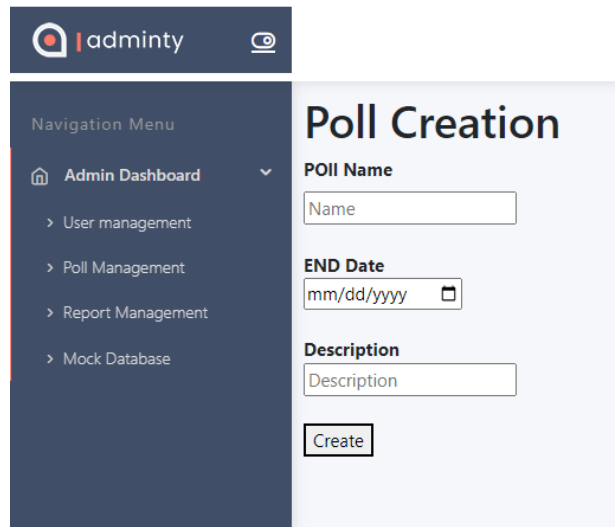 adminty
Navigation Menu
Admin Dashboard
> User management
> Poll Management
> Report Management
> Mock Database
Poll Creation
POll Name
Name
END Date
mm/dd/yyyy
Description
Description
Create